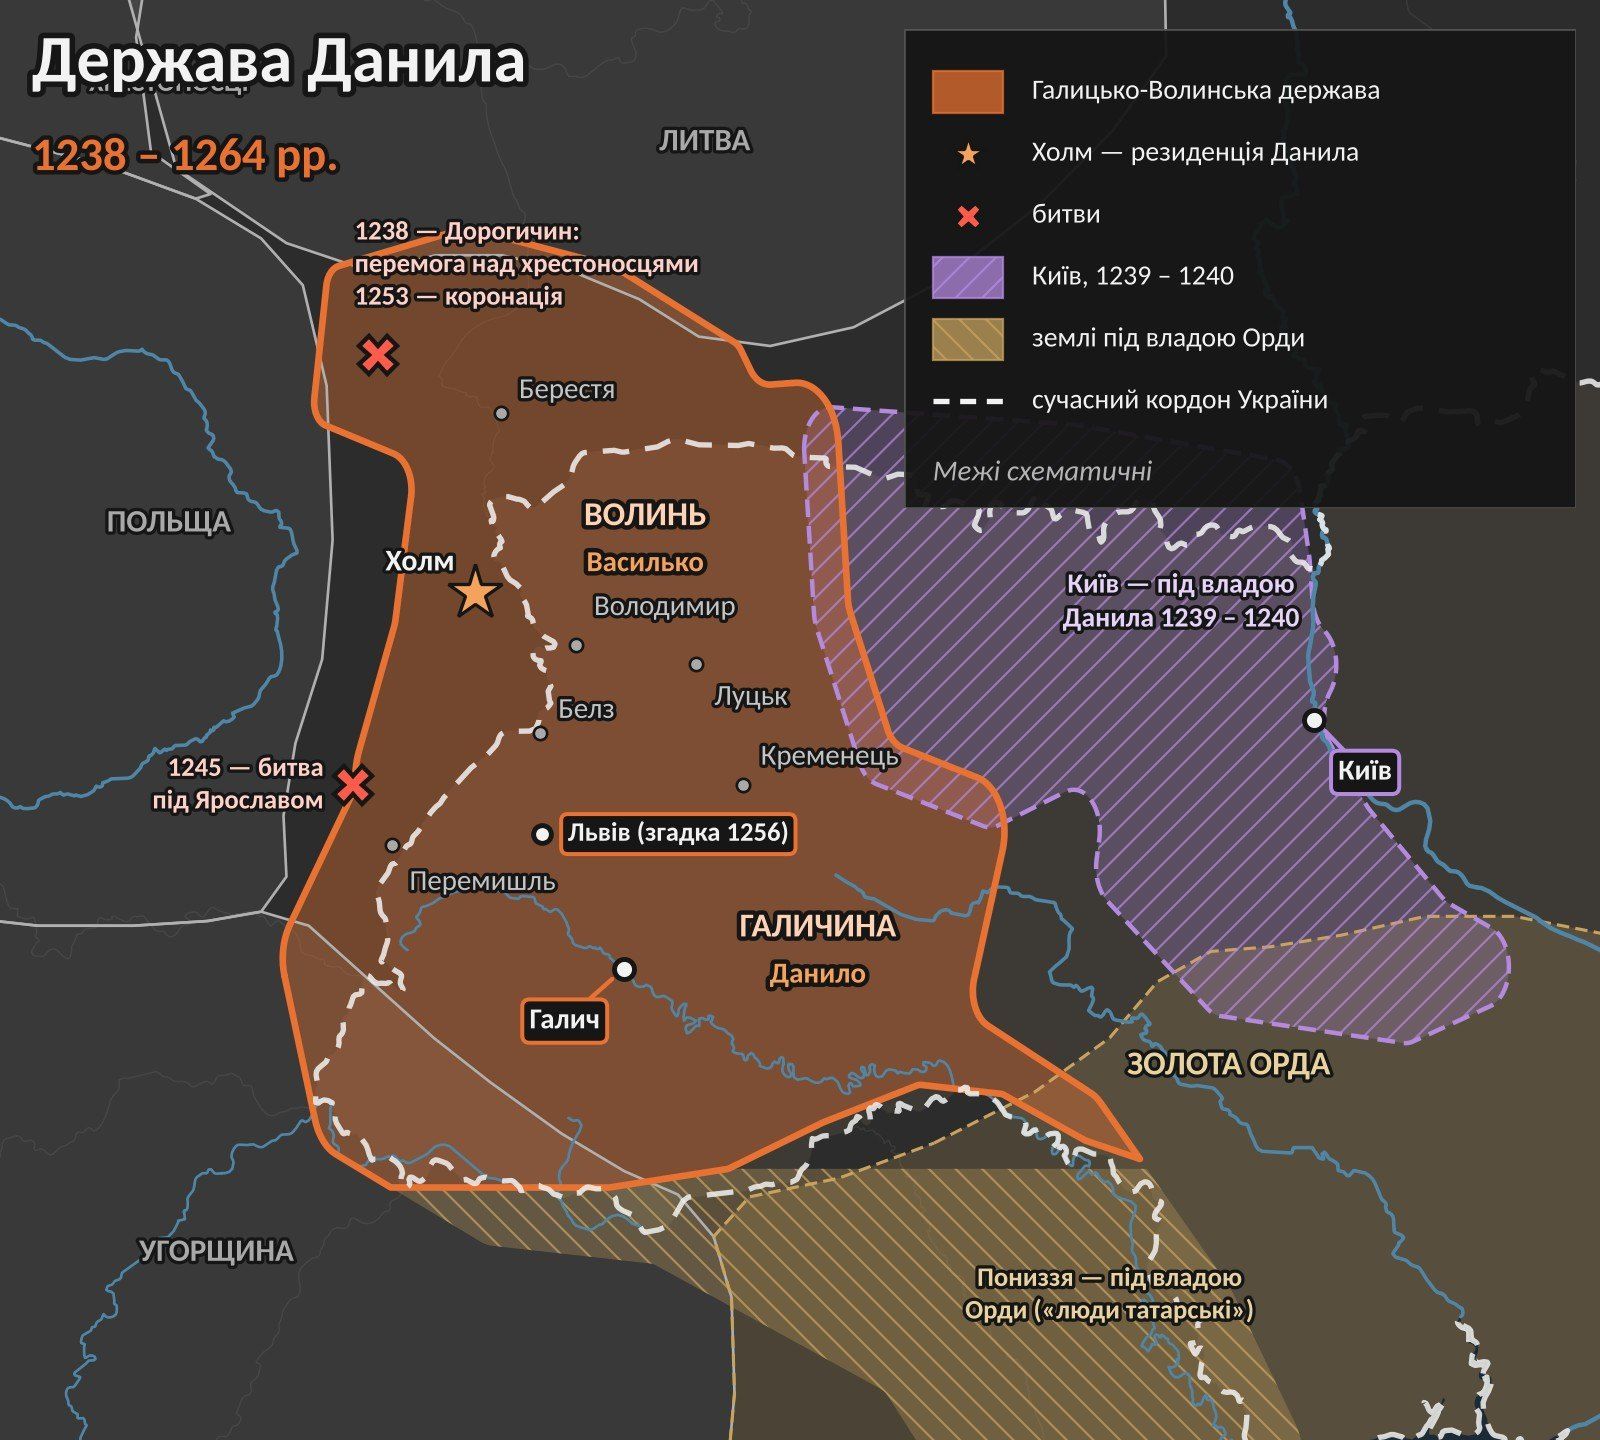 Держава Данила
1238 – 1264 рр.
Галицько-Волинська держава
Холм — резиденція Данила
битви
Київ, 1239 – 1240
землі під владою Орди
сучасний кордон України
Межі схематичні
ЛИТВА
1238 — Дорогичин:
перемога над хрестоносцями
1253 — коронація
Берестя
ПОЛЬЩА
ВОЛИНЬ
Василько
Холм
Володимир
Київ — під владою
Данила 1239 – 1240
Луцьк
Белз
Кременець
1245 — битва
під Ярославом
Київ
Львів (згадка 1256)
Перемишль
ГАЛИЧИНА
Данило
Галич
ЗОЛОТА ОРДА
УГОРЩИНА
Пониззя — під владою
Орди («люди татарські»)